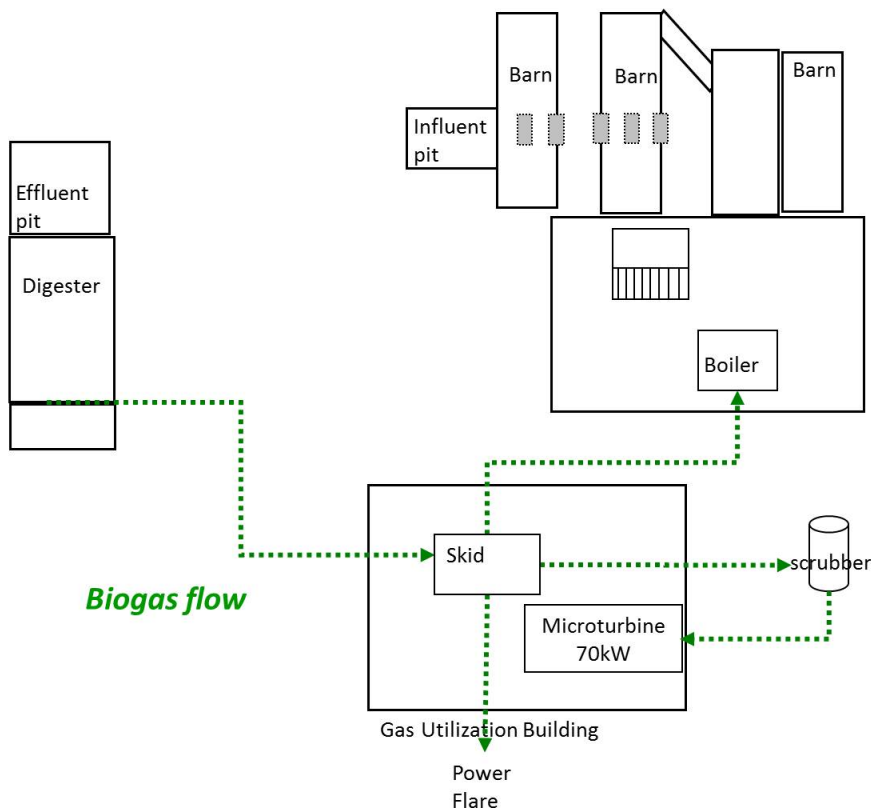 Barn
Barn
Barn
Influent
pit
Effluent
pit
Digester
Boiler
Skid
scrubber
Biogas flow
Microturbine
70kW
Gas Utilization Building
Power
Flare